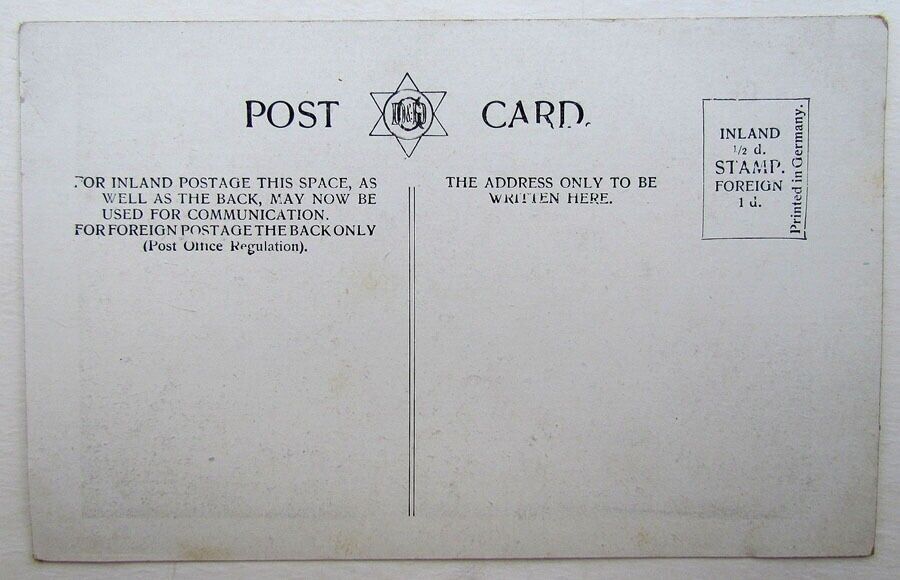 POST CARD.
FOR INLAND POSTAGE THIS SPACE, AS
WELL AS THE BACK, MAY NOW BE
USED FOR COMMUNICATION.
FOR FOREIGN POSTAGE THE BACK ONLY
(Post Office Regulation).
THE ADDRESS ONLY TO BE
WRITTEN HERE.
INLAND
1/2 d.
STAMP.
FOREIGN
1 d.
Printed in Germany.